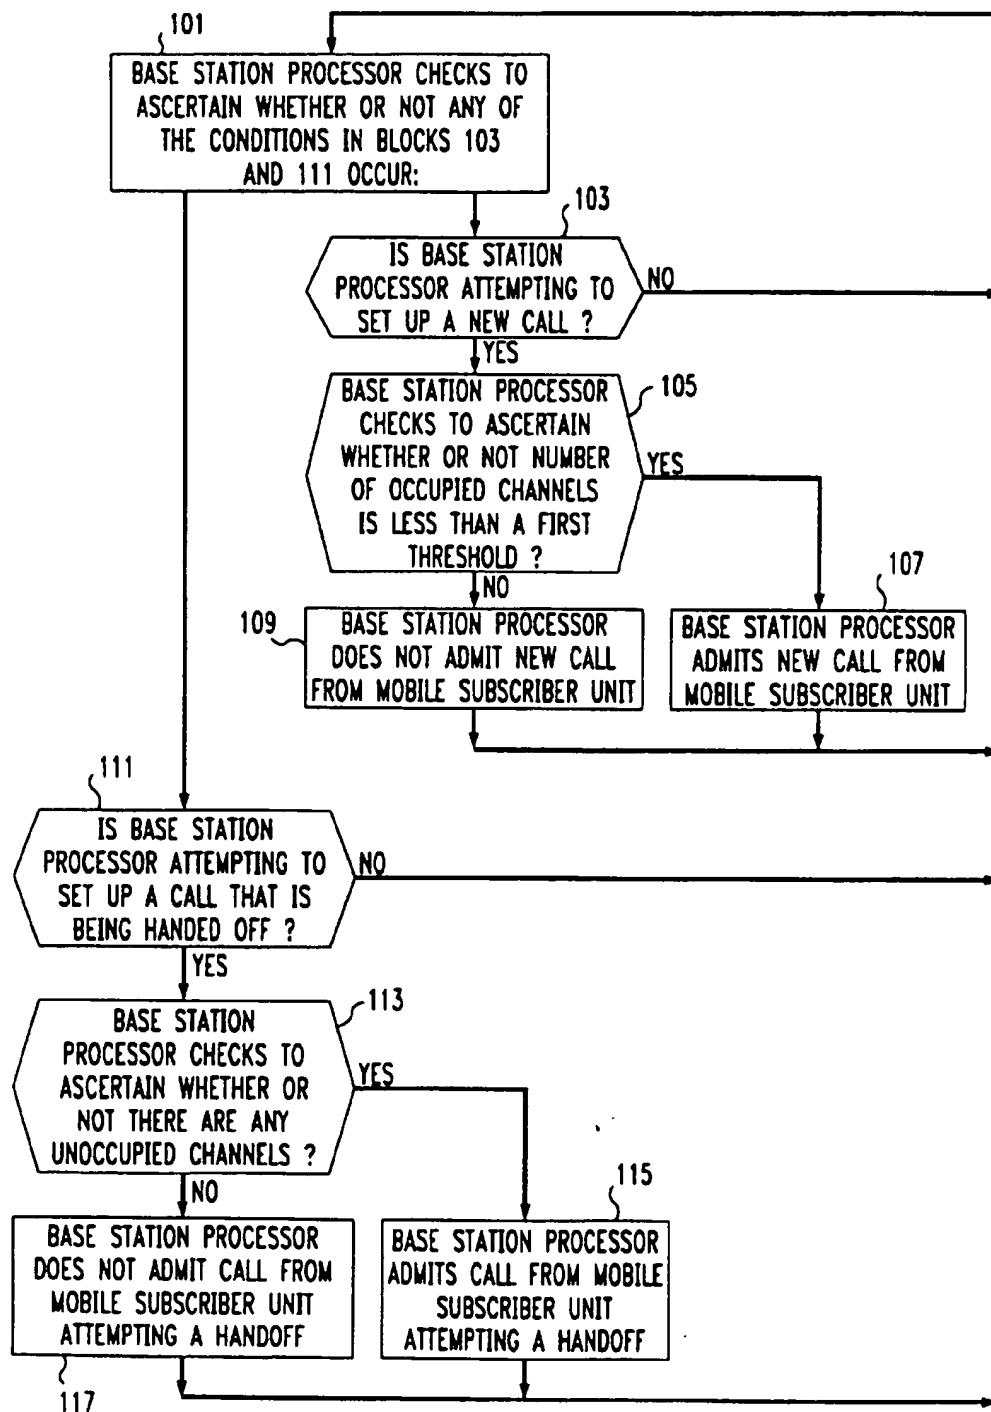 101
BASE STATION PROCESSOR CHECKS TO
ASCERTAIN WHETHER OR NOT ANY OF
THE CONDITIONS IN BLOCKS 103
AND 111 OCCUR:
103
IS BASE STATION
PROCESSOR ATTEMPTING TO
SET UP A NEW CALL ?
NO
YES
105
BASE STATION PROCESSOR
CHECKS TO ASCERTAIN
WHETHER OR NOT NUMBER
OF OCCUPIED CHANNELS
IS LESS THAN A FIRST
THRESHOLD ?
YES
NO
109
BASE STATION PROCESSOR
DOES NOT ADMIT NEW CALL
FROM MOBILE SUBSCRIBER UNIT
107
BASE STATION PROCESSOR
ADMITS NEW CALL FROM
MOBILE SUBSCRIBER UNIT
111
IS BASE STATION
PROCESSOR ATTEMPTING TO
SET UP A CALL THAT IS
BEING HANDED OFF ?
NO
YES
113
BASE STATION
PROCESSOR CHECKS TO
ASCERTAIN WHETHER OR
NOT THERE ARE ANY
UNOCCUPIED CHANNELS ?
YES
NO
BASE STATION PROCESSOR
DOES NOT ADMIT CALL FROM
MOBILE SUBSCRIBER UNIT
ATTEMPTING A HANDOFF
117
115
BASE STATION PROCESSOR
ADMITS CALL FROM MOBILE
SUBSCRIBER UNIT
ATTEMPTING A HANDOFF